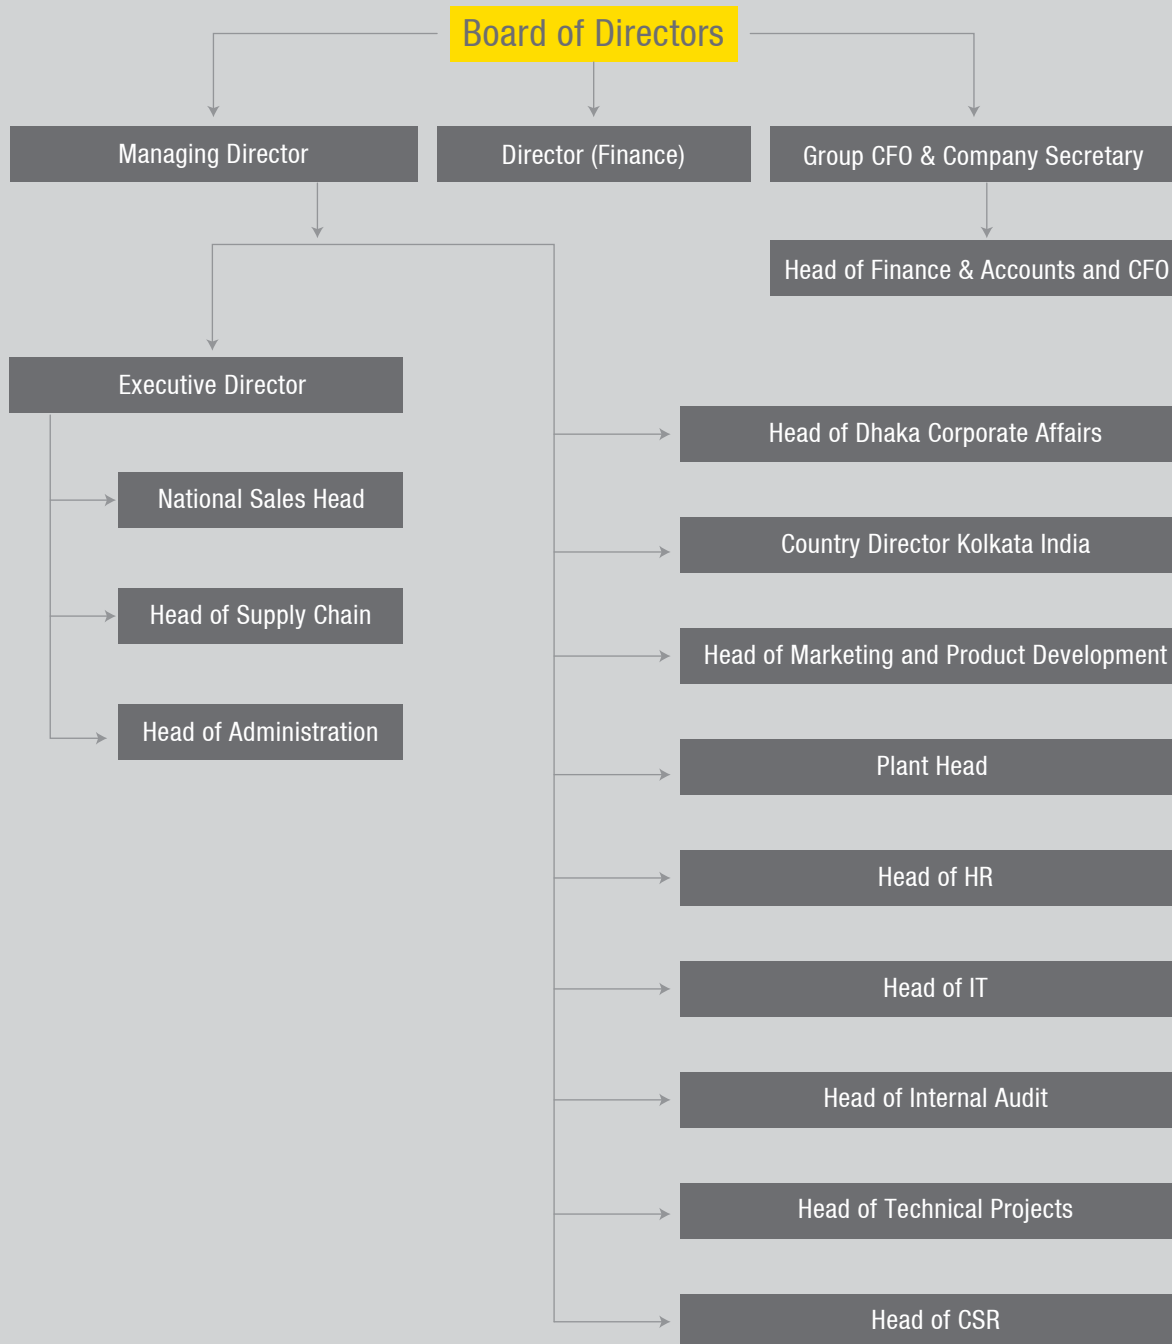 Board of Directors
Managing Director
Director (Finance)
Group CFO & Company Secretary
Head of Finance & Accounts and CFO
Executive Director
National Sales Head
Head of Supply Chain
Head of Administration
Head of Dhaka Corporate Affairs
Country Director Kolkata India
Head of Marketing and Product Development
Plant Head
Head of HR
Head of IT
Head of Internal Audit
Head of Technical Projects
Head of CSR